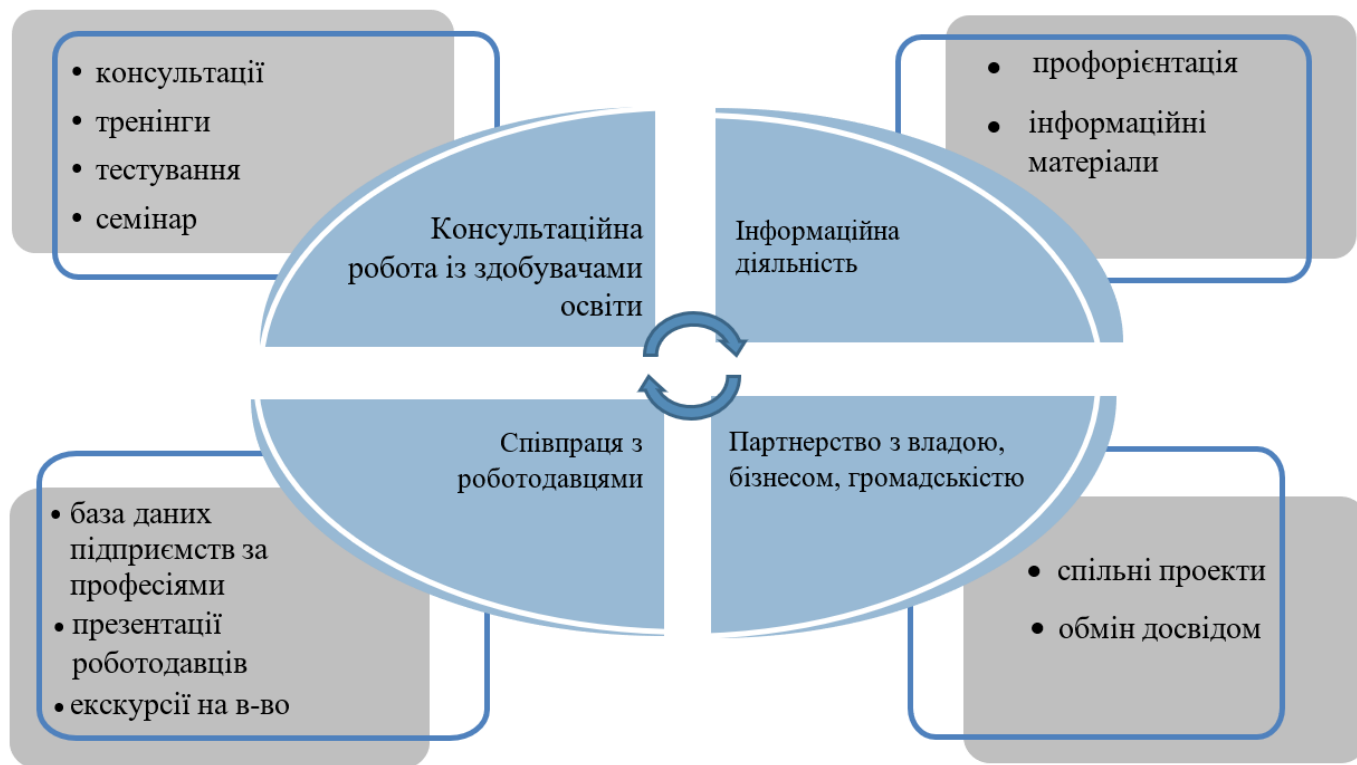 • консультації
• тренінги
• тестування
• семінар
• профорієнтація
• інформаційні
матеріали
Консультаційна
робота із здобувачами
освіти
Інформаційна
діяльність
Співпраця з
роботодавцями
Партнерство з владою,
бізнесом, громадськістю
• база даних
підприємств за
професіями
• презентації
роботодавців
• екскурсії на в-во
• спільні проекти
• обмін досвідом